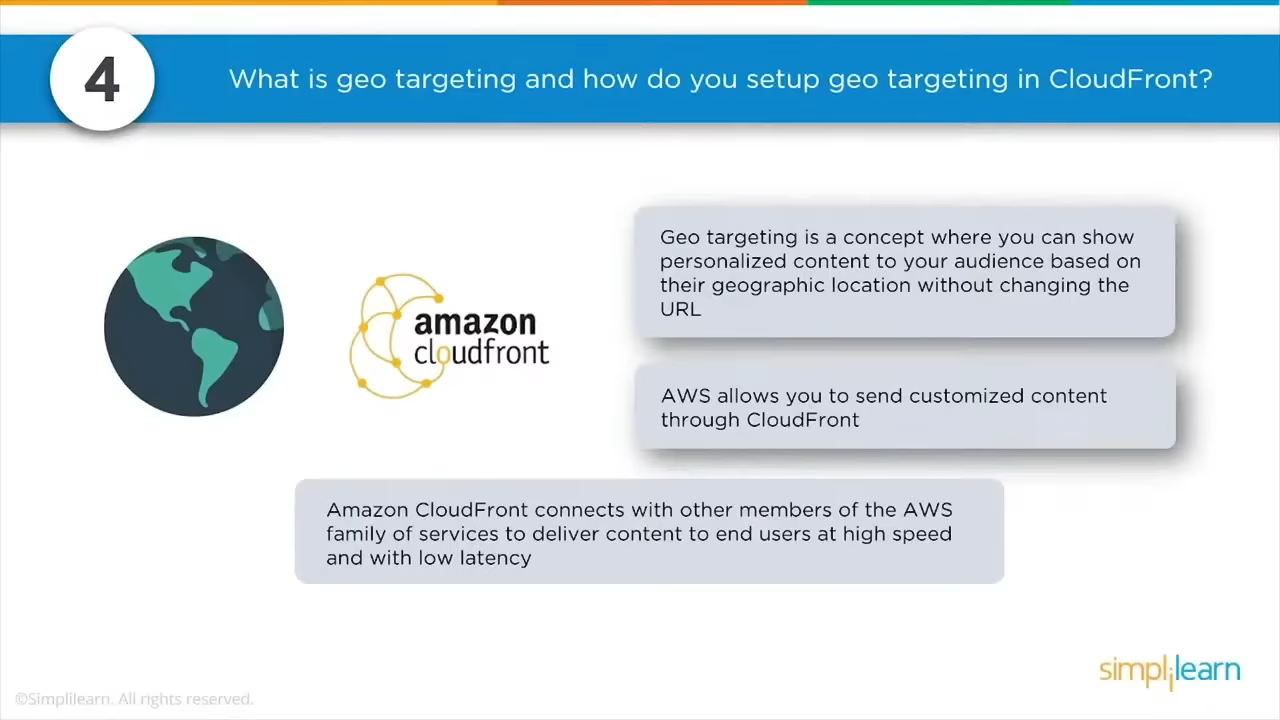 4
What is geo targeting and how do you setup geo targeting in CloudFront?
Geo targeting is a concept where you can show
personalized content to your audience based on
their geographic location without changing the
URL
amazon
cloudfront
AWS allows you to send customized content
through CloudFront
Amazon CloudFront connects with other members of the AWS
family of services to deliver content to end users at high speed
and with low latency
simplilearn
©Simplilearn. All rights reserved.